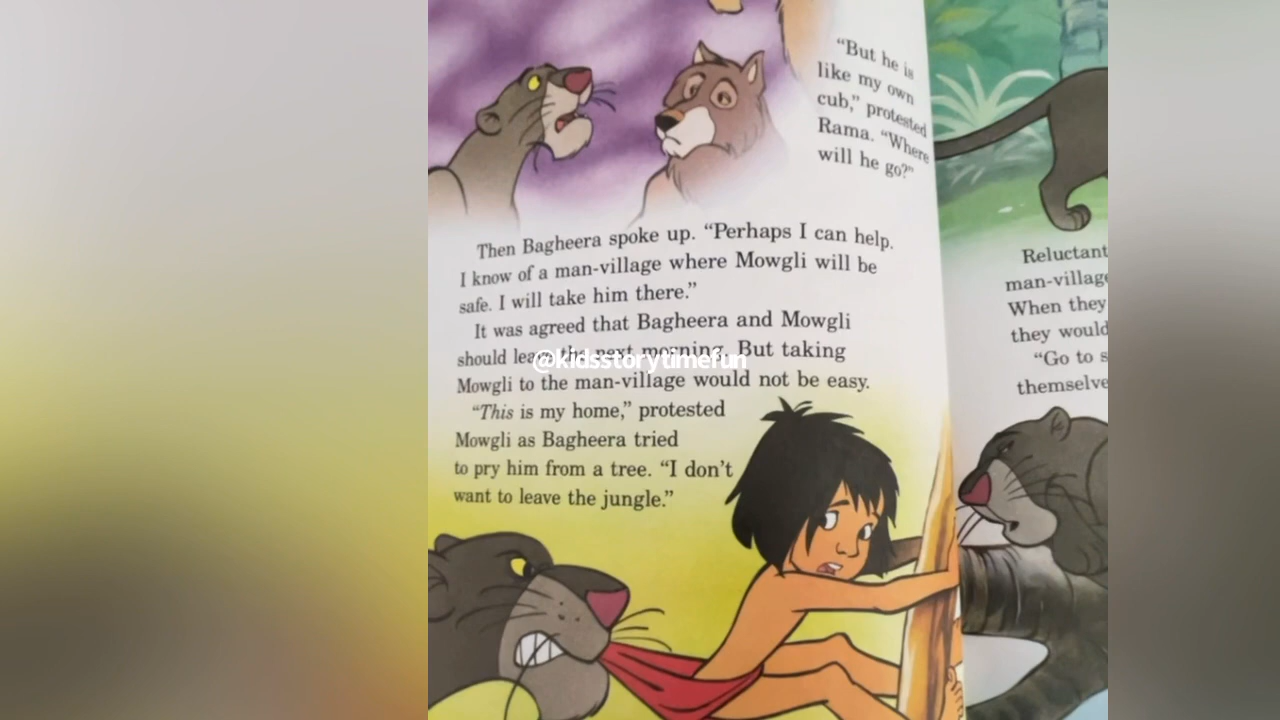 “But he is
like my own
cub,” protested
Rama. “Where
will he go?”
Then Bagheera spoke up. “Perhaps I can help.
I know of a man-village where Mowgli will be
safe. I will take him there.”
It was agreed that Bagheera and Mowgli
should leave the next morning. But taking
Mowgli to the man-village would not be easy.
“This is my home,” protested
Mowgli as Bagheera tried
to pry him from a tree. “I don’t
want to leave the jungle.”
@kidsstorytimefun
Reluctant
man-village
When they
they would
“Go to s
themselve